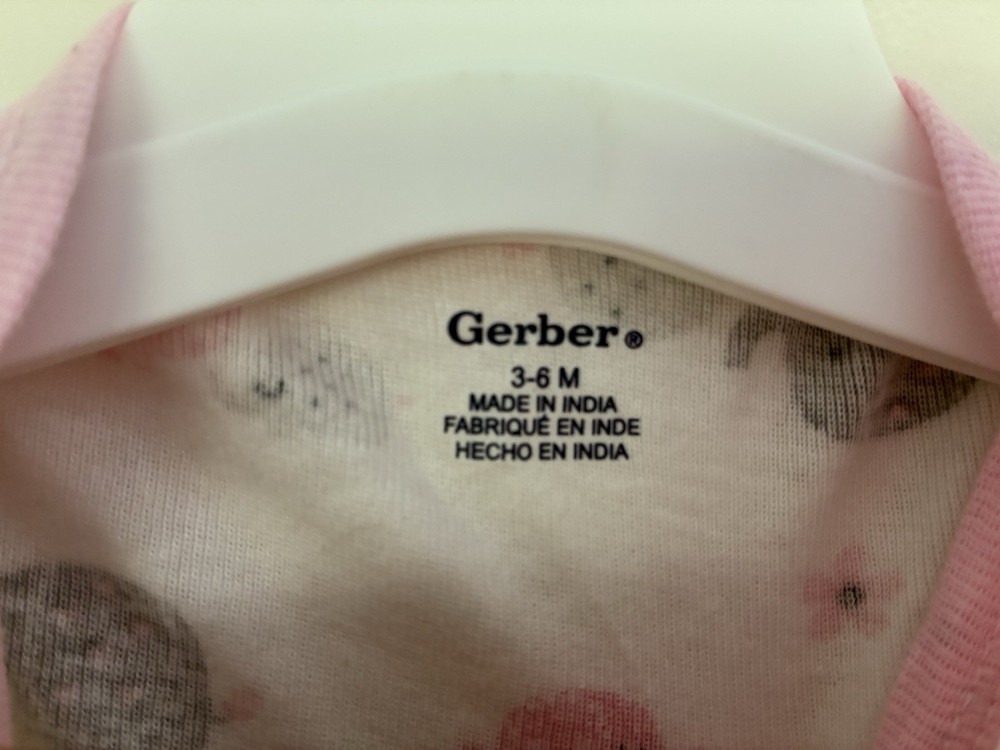 Gerber®
3-6 M
MADE IN INDIA
FABRIQUÉ EN INDE
HECHO EN INDIA